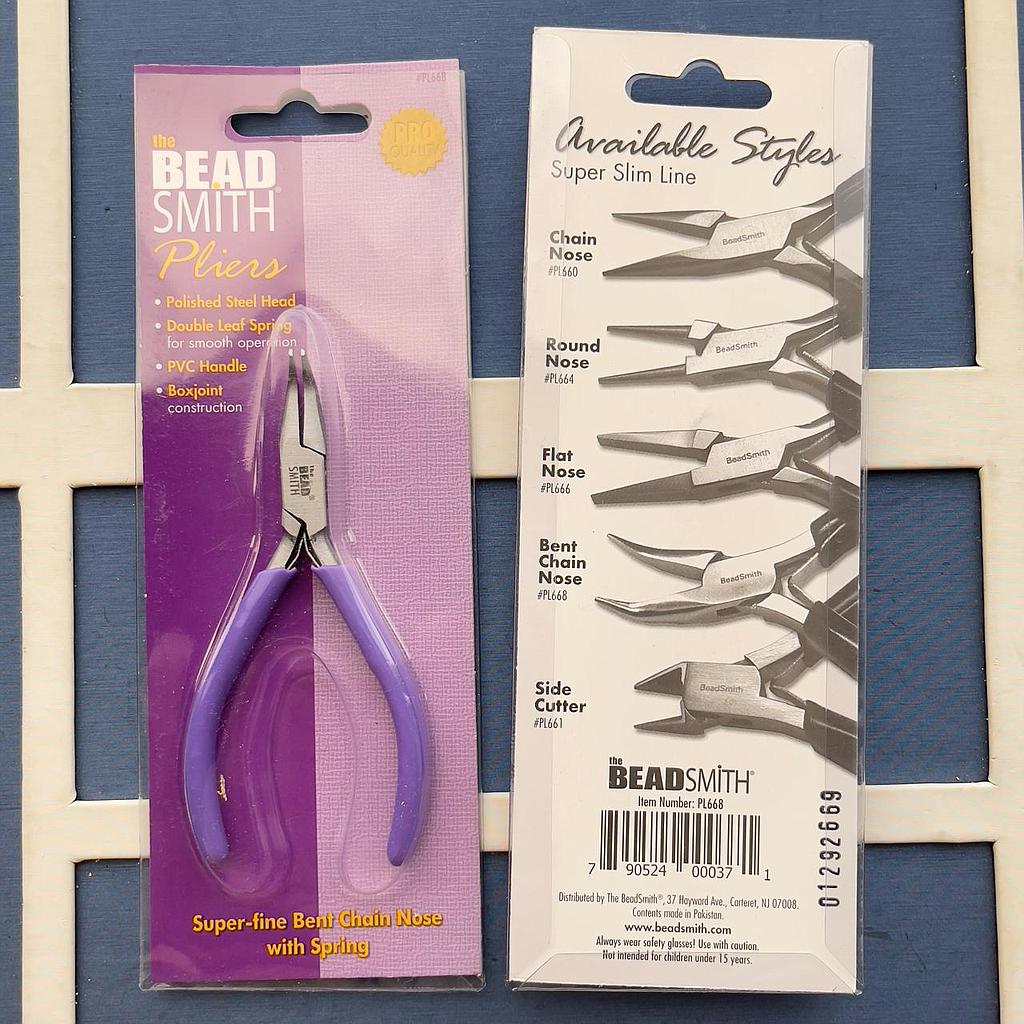 #PL668
PRO
QUALITY
the
BEAD
SMITH®
Pliers
• Polished Steel Head
• Double Leaf Spring
for smooth operation
• PVC Handle
• Boxjoint
construction
the
BEAD
SMITH®
Super-fine Bent Chain Nose
with Spring
Available Styles
Super Slim Line
Chain
Nose
#PL660
BeadSmith
Round
Nose
#PL664
BeadSmith
Flat
Nose
#PL666
BeadSmith
Bent
Chain
Nose
#PL668
BeadSmith
Side
Cutter
#PL661
BeadSmith
the
BEADSMITH®
Item Number: PL668
7 90524 00037 1
01292669
Distributed by The BeadSmith®, 37 Hayward Ave., Carteret, NJ 07008.
Contents made in Pakistan.
www.beadsmith.com
Always wear safety glasses! Use with caution.
Not intended for children under 15 years.